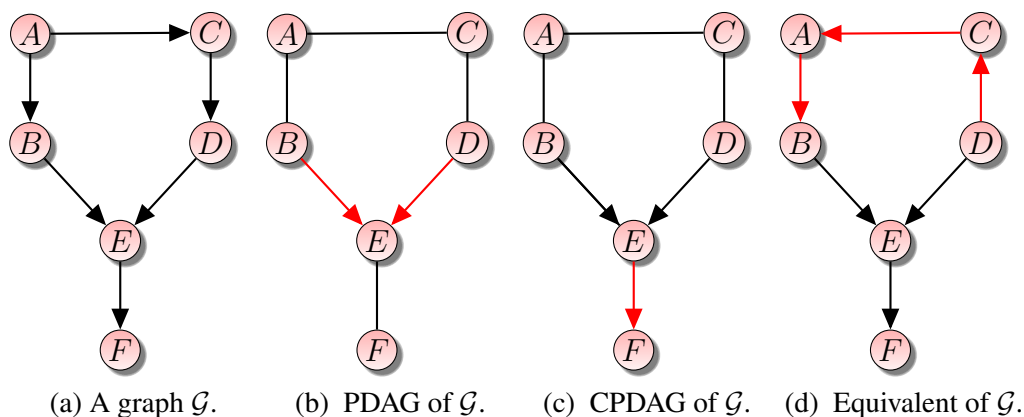 A C A C A C A C
B D B D B D B D
E E E E
F F F F
(a) A graph 𝒢. (b) PDAG of 𝒢. (c) CPDAG of 𝒢. (d) Equivalent of 𝒢.